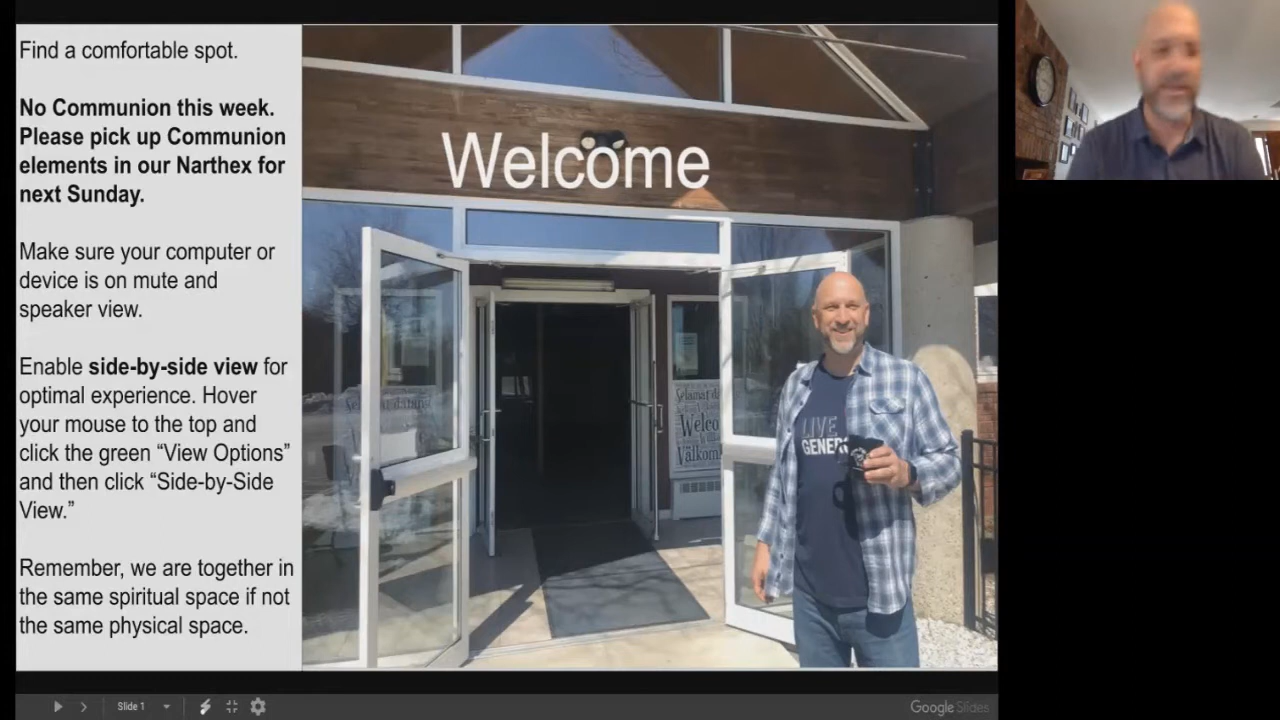 Find a comfortable spot.
No Communion this week.
Please pick up Communion
elements in our Narthex for
next Sunday.
Make sure your computer or
device is on mute and
speaker view.
Enable side-by-side view for
optimal experience. Hover
your mouse to the top and
click the green “View Options”
and then click “Side-by-Side
View.”
Remember, we are together in
the same spiritual space if not
the same physical space.
Welcome
LIVE
Selamat
Välkom
Slide 1
Google Slides